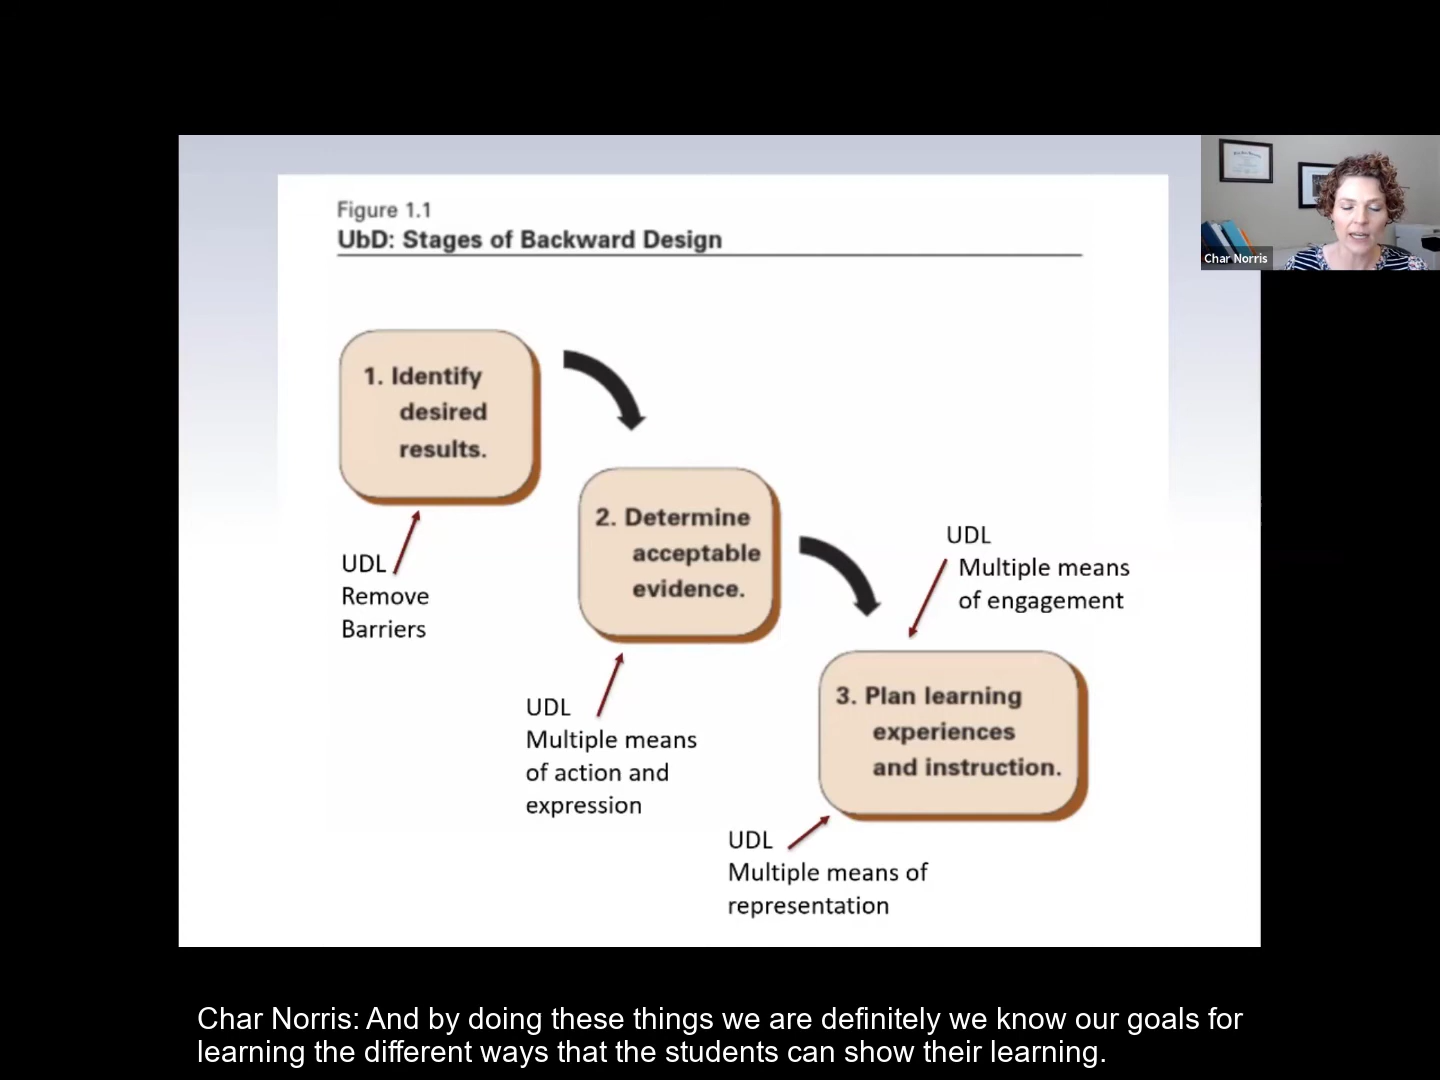 Figure 1.1
UbD: Stages of Backward Design
1. Identify
desired
results.
2. Determine
acceptable
evidence.
3. Plan learning
experiences
and instruction.
UDL
Remove
Barriers
UDL
Multiple means
of action and
expression
UDL
Multiple means
of engagement
UDL
Multiple means of
representation
Char Norris
Char Norris: And by doing these things we are definitely we know our goals for
learning the different ways that the students can show their learning.